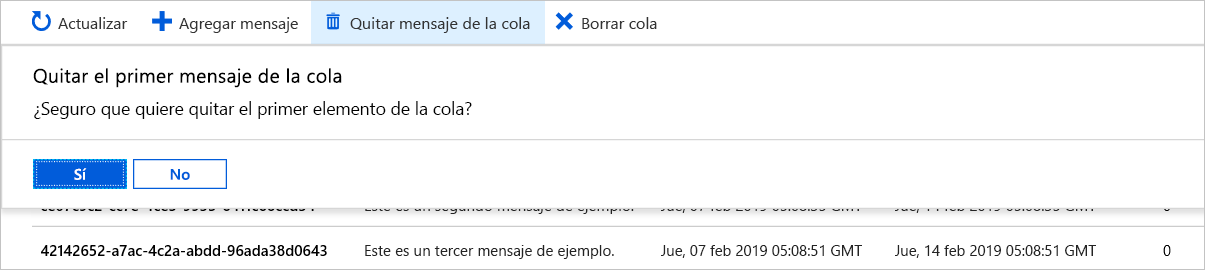 Actualizar Agregar mensaje Quitar mensaje de la cola Borrar cola
Quitar el primer mensaje de la cola
¿Seguro que quiere quitar el primer elemento de la cola?
Sí No
Este es un segundo mensaje de ejemplo. Jue, 07 feb 2019 05:08:35 GMT Jue, 14 feb 2019 05:08:35 GMT 0
42142652-a7ac-4c2a-abdd-96ada38d0643 Este es un tercer mensaje de ejemplo. Jue, 07 feb 2019 05:08:51 GMT Jue, 14 feb 2019 05:08:51 GMT 0